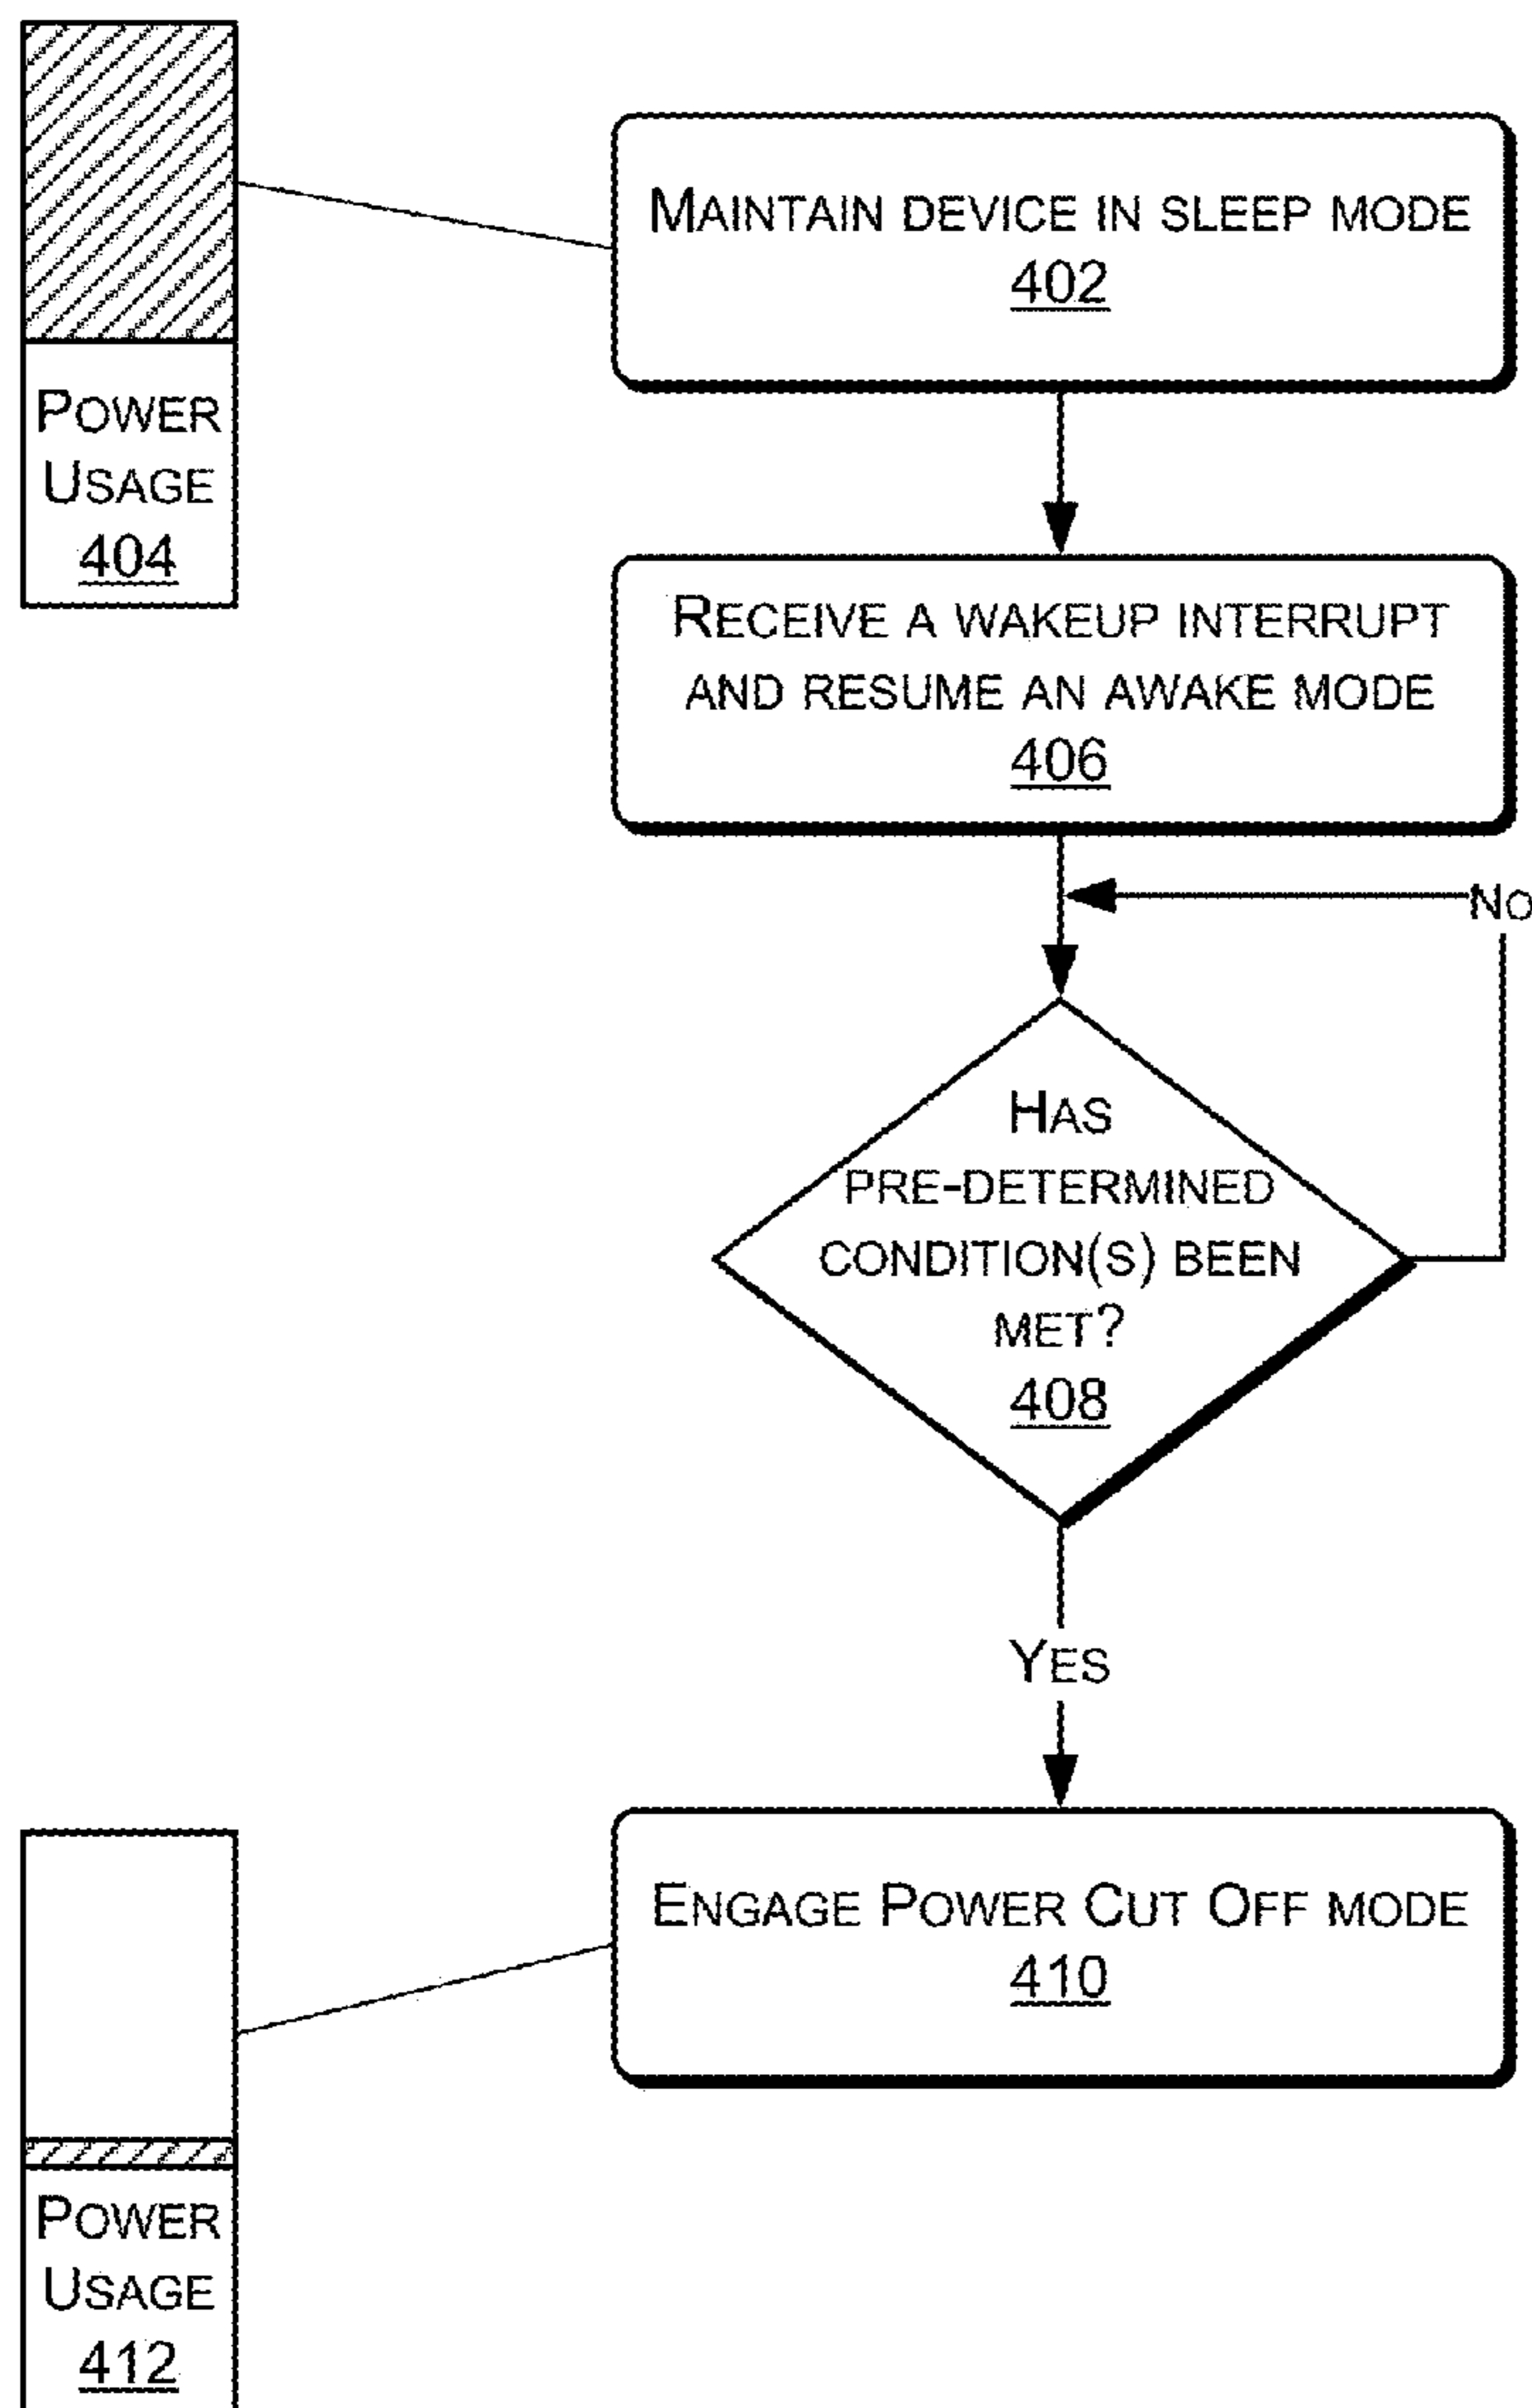 MAINTAIN DEVICE IN SLEEP MODE
402
POWER
USAGE
404
RECEIVE A WAKEUP INTERRUPT
AND RESUME AN AWAKE MODE
406
NO
HAS
PRE-DETERMINED
CONDITION(S) BEEN
MET?
408
YES
ENGAGE POWER CUT OFF MODE
410
POWER
USAGE
412